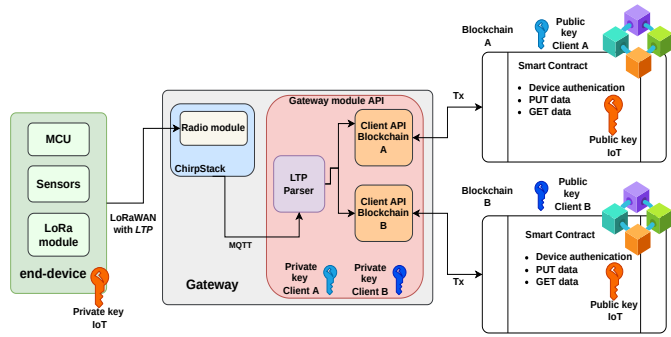 MCU
Sensors
LoRa
module
end-device
Private key
IoT
LoRaWAN
with LTP
Radio module
ChirpStack
MQTT
Gateway
Gateway module API
LTP
Parser
Client API
Blockchain
A
Client API
Blockchain
B
Private
key
Client A
Private
key
Client B
Tx
Tx
Blockchain
A
Public
key
Client A
Smart Contract
• Device authenication
• PUT data
• GET data
Public key
IoT
Blockchain
B
Public
key
Client B
Smart Contract
• Device authenication
• PUT data
• GET data
Public key
IoT